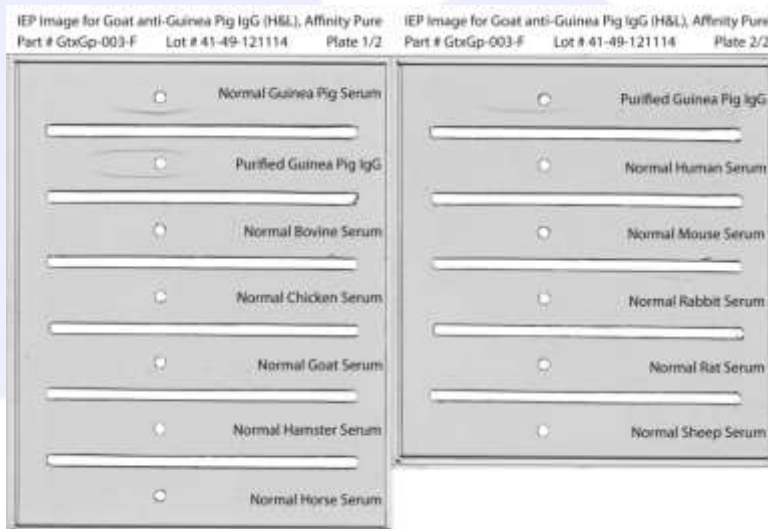 IEP Image for Goat anti-Guinea Pig IgG (H&L), Affinity Pure
Part # GtxGp-003-F Lot # 41-49-121114 Plate 1/2
Normal Guinea Pig Serum
Purified Guinea Pig IgG
Normal Bovine Serum
Normal Chicken Serum
Normal Goat Serum
Normal Hamster Serum
Normal Horse Serum
IEP Image for Goat anti-Guinea Pig IgG (H&L), Affinity Pure
Part # GtxGp-003-F Lot # 41-49-121114 Plate 2/2
Purified Guinea Pig IgG
Normal Human Serum
Normal Mouse Serum
Normal Rabbit Serum
Normal Rat Serum
Normal Sheep Serum